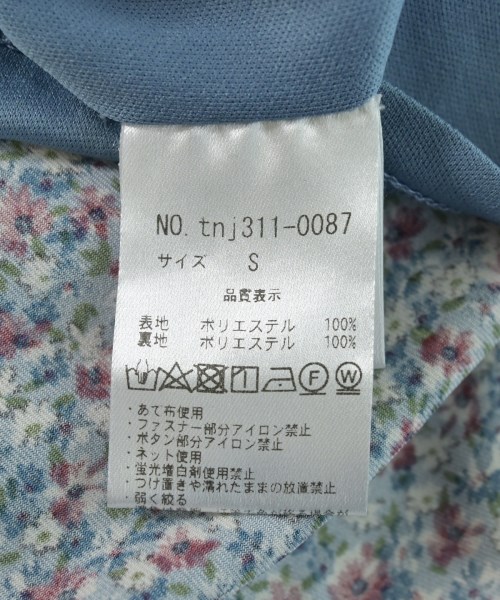 NO. tnj311-0087
サイズ S
品質表示
表地 ポリエステル 100%
裏地 ポリエステル 100%
F W
・あて布使用
・ファスナー部分アイロン禁止
・ボタン部分アイロン禁止
・ネット使用
・蛍光増白剤使用禁止
・つけ置きや濡れたままの放置禁止
・弱く絞る